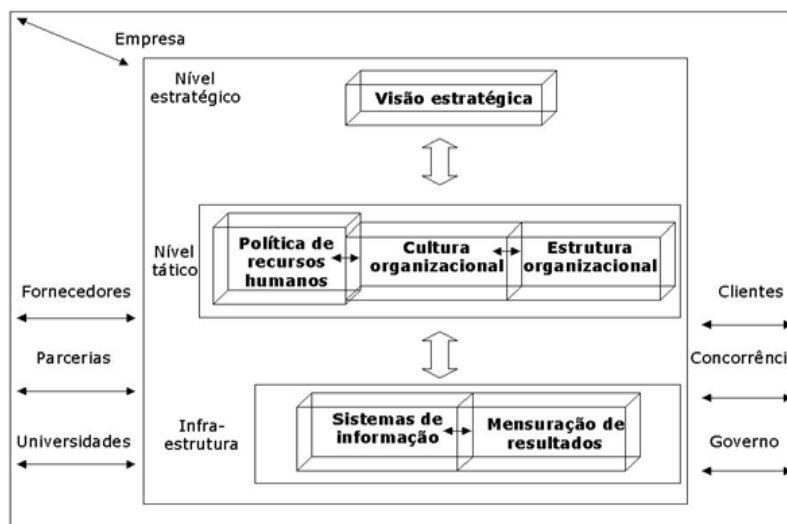 Empresa
Nível
estratégico
Visão estratégica
Nível
tático
Política de
recursos
humanos
Cultura
organizacional
Estrutura
organizacional
Fornecedores
Clientes
Parcerias
Concorrênci
Infra-
estrutura
Sistemas de
informação
Mensuração de
resultados
Universidades
Governo